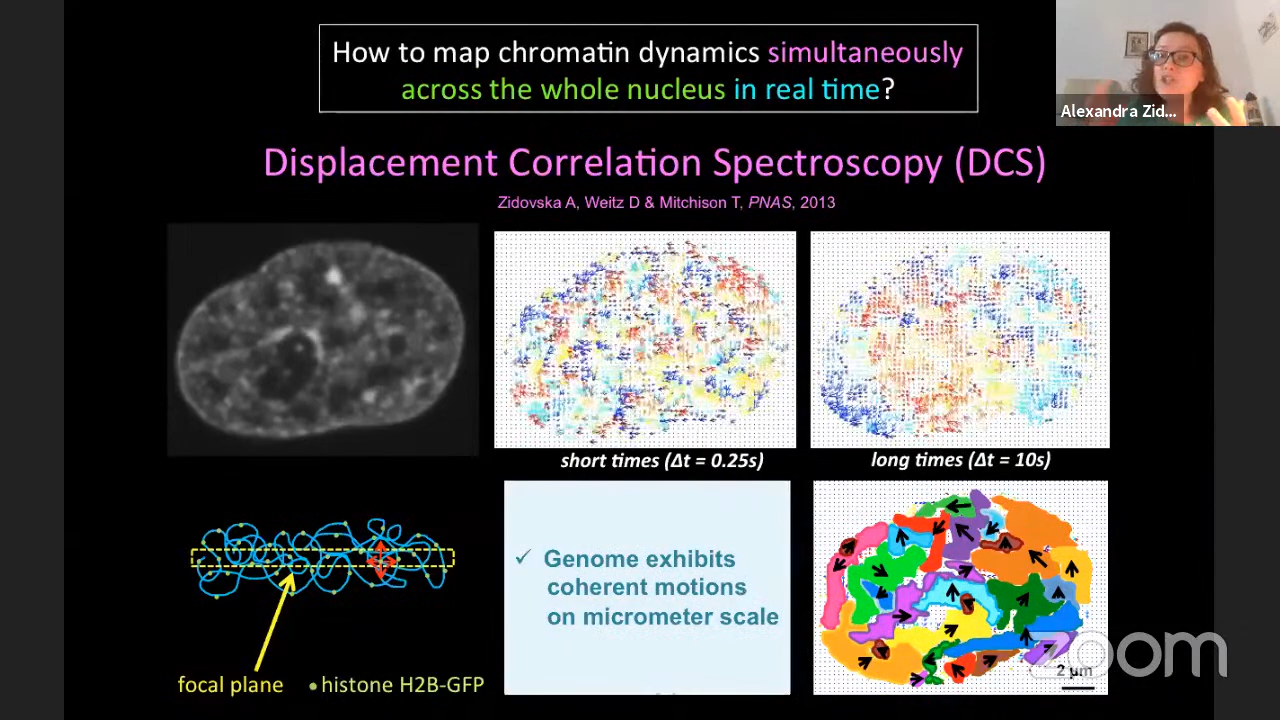 How to map chromatin dynamics simultaneously
across the whole nucleus in real time?
Alexandra Zid...
Displacement Correlation Spectroscopy (DCS)
Zidovska A, Weitz D & Mitchison T, PNAS, 2013
short times (Δt = 0.25s)
long times (Δt = 10s)
✓ Genome exhibits
coherent motions
on micrometer scale
focal plane
• histone H2B-GFP
zoom
2 μm